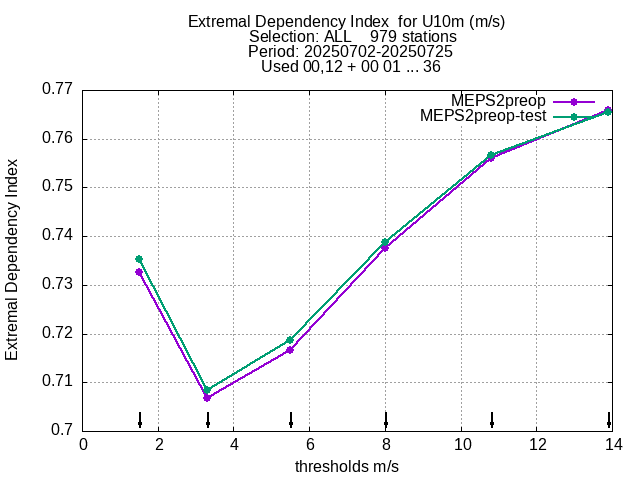 Extremal Dependency Index  for U10m (m/s)
Selection: ALL    979 stations
Period: 20250702-20250725
Used 00,12 + 00 01 ... 36
MEPS2preop
MEPS2preop-test
Extremal Dependency Index
0.77
0.76
0.75
0.74
0.73
0.72
0.71
0.7
0 2 4 6 8 10 12 14
thresholds m/s